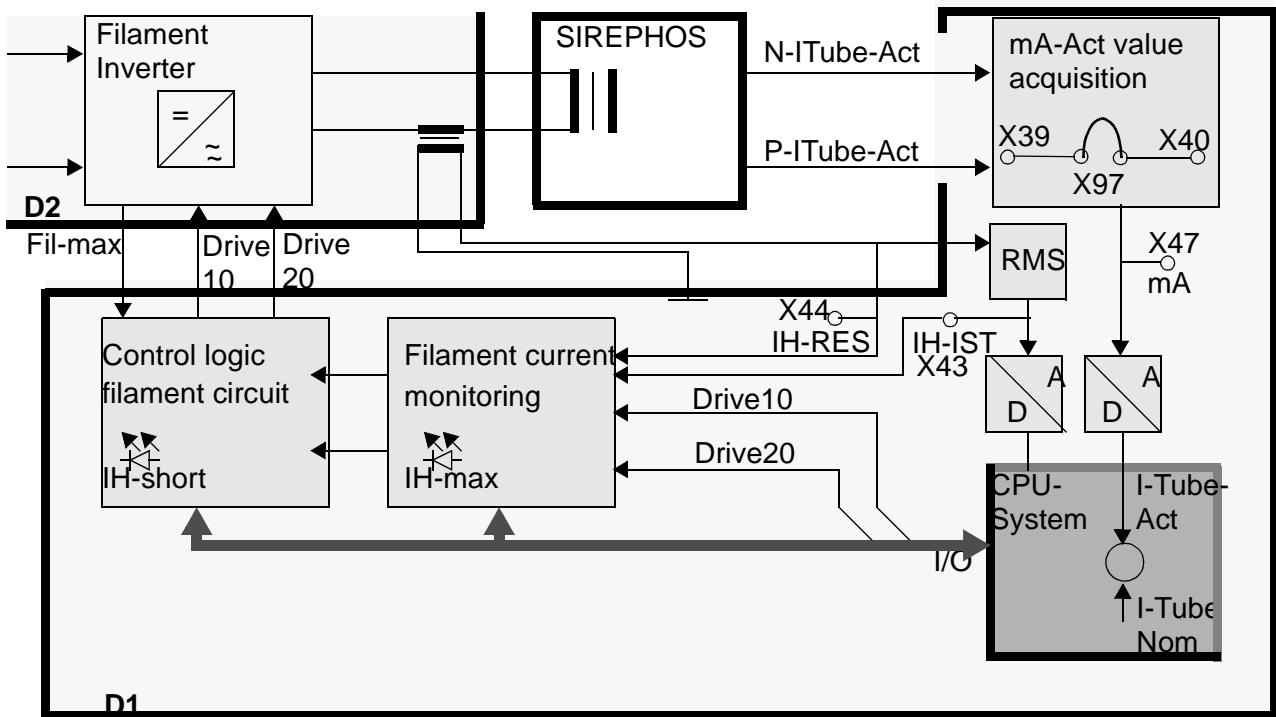 Filament
Inverter
=
≈
D2
SIREPHOS
N-ITube-Act
P-ITube-Act
mA-Act value
acquisition
X39
X40
X97
Fil-max
Drive
10
Drive
20
RMS
X47
mA
X44
IH-RES
IH-IST
X43
Control logic
filament circuit
IH-short
Filament current
monitoring
IH-max
Drive10
Drive20
A
D
A
D
CPU-
System
I-Tube-
Act
I/O
I-Tube
Nom
D1